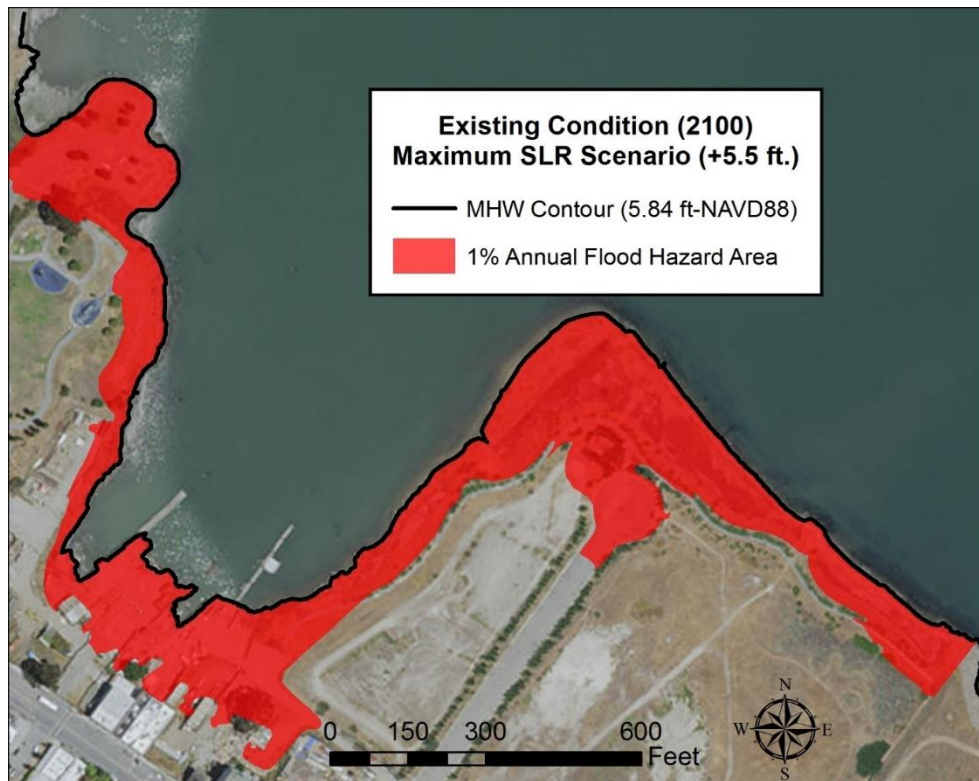 Existing Condition (2100)
Maximum SLR Scenario (+5.5 ft.)
MHW Contour (5.84 ft-NAVD88)
1% Annual Flood Hazard Area
0 150 300 600
Feet
N
W E
S